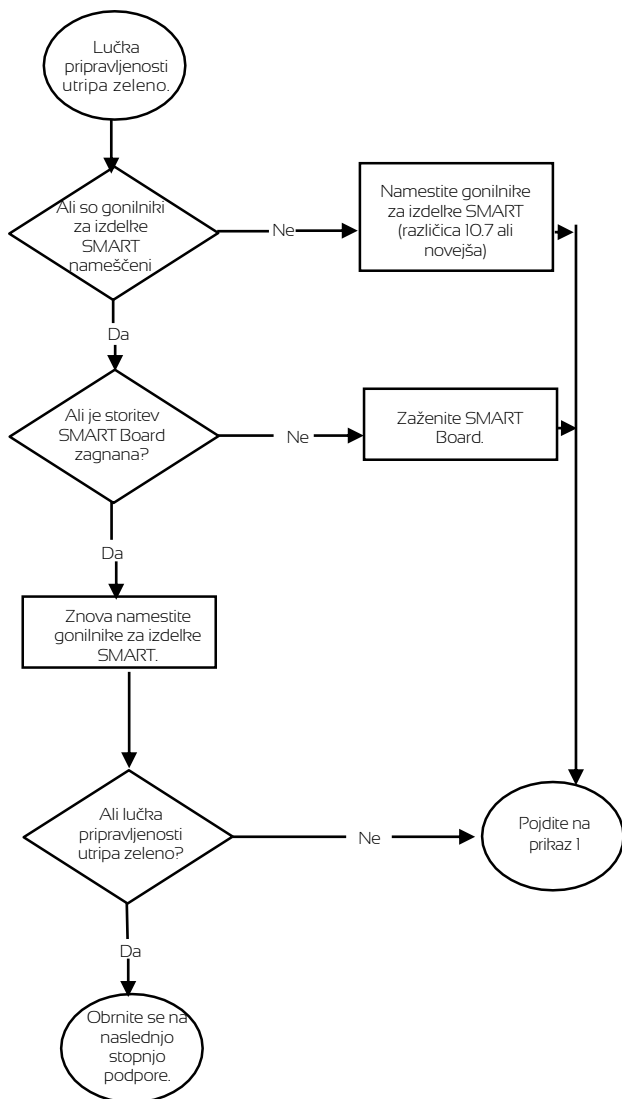 Lučka
pripravljenosti
utripa zeleno.
Ali so gonilniki
za izdelke
SMART
nameščeni
Ne
Namestite gonilnike
za izdelke SMART
(različica 10.7 ali
novejša)
Da
Ali je storitev
SMART Board
zagnana?
Ne
Zaženite SMART
Board.
Da
Znova namestite
gonilnike za izdelke
SMART.
Ali lučka
pripravljenosti
utripa zeleno?
Ne
Pojdite na
prikaz 1
Da
Obrnite se na
naslednjo
stopnjo
podpore.